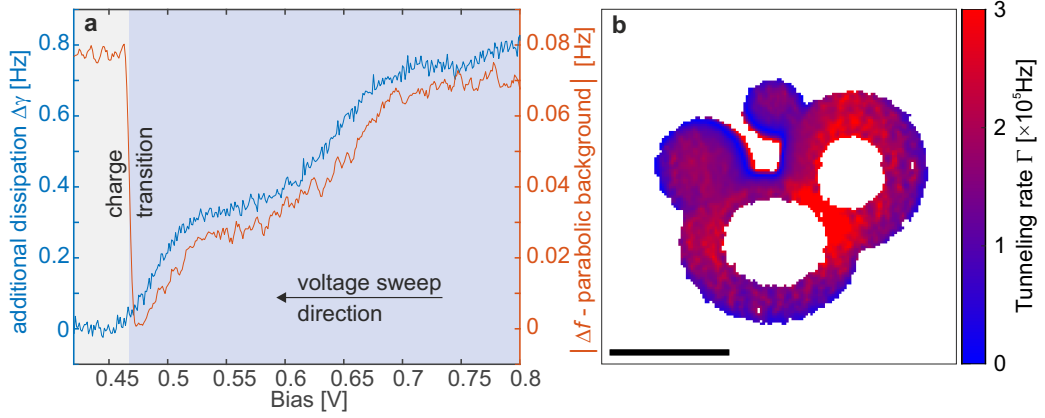 a
additional dissipation Δγ [Hz]
0.8
0.6
0.4
0.2
0
charge
transition
voltage sweep
direction
0.45 0.5 0.55 0.6 0.65 0.7 0.75 0.8
Bias [V]
0.08
0.06
0.04
0.02
0
| Δf - parabolic background | [Hz]
b
3
2
1
0
Tunneling rate Γ [×10⁵Hz]